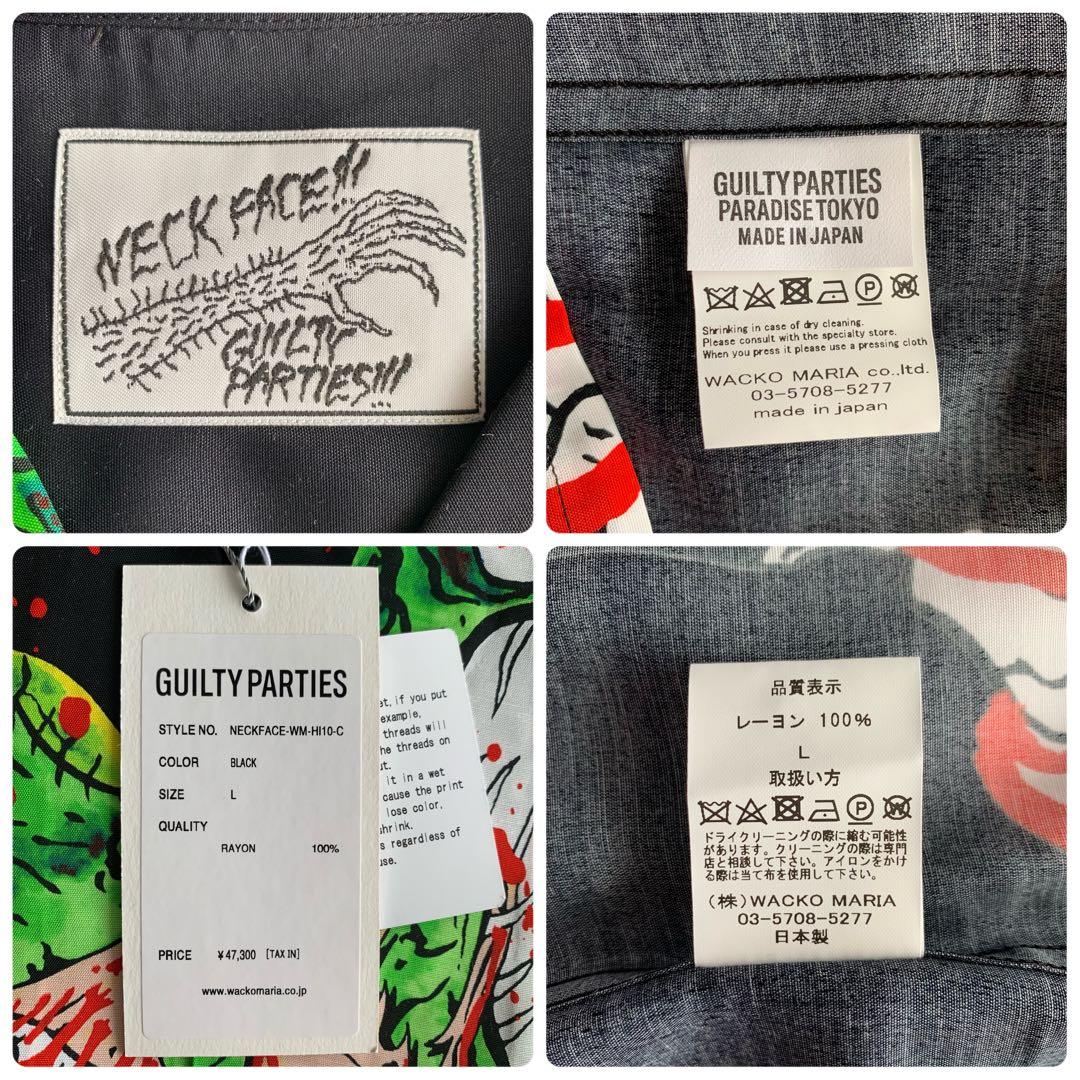 NECK FACE!!!
GUILTY
PARTIES!!!
GUILTY PARTIES
PARADISE TOKYO
MADE IN JAPAN
Shrinking in case of dry cleaning.
Please consult with the specialty store.
When you press it please use a pressing cloth
WACKO MARIA co.,ltd.
03-5708-5277
made in japan
GUILTY PARTIES
STYLE NO. NECKFACE-WM-HI10-C
COLOR BLACK
SIZE L
QUALITY
RAYON 100%
PRICE ¥47,300 [TAX IN]
www.wackomaria.co.jp
if you put
example,
threads will
threads on
it in a wet
cause the print
lose color,
shrink.
regardless of
use.
品質表示
レーヨン 100%
L
取扱い方
ドライクリーニングの際に縮む可能性
があります。クリーニングの際は専門
店と相談して下さい。アイロンをかけ
る際は当て布を使用して下さい。
(株)WACKO MARIA
03-5708-5277
日本製